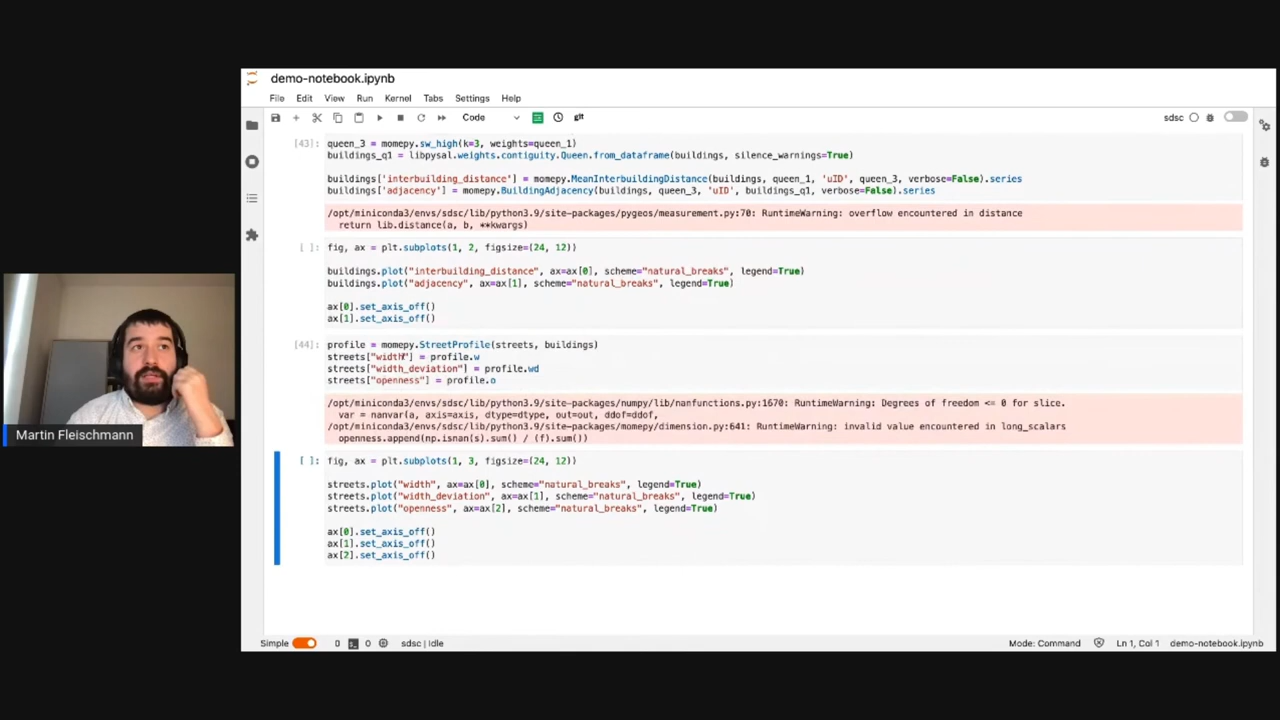 demo-notebook.ipynb
File Edit View Run Kernel Tabs Settings Help
Code git sdsc
[43]: queen_3 = momepy.sw_high(k=3, weights=queen_1)
buildings_q1 = libpysal.weights.contiguity.Queen.from_dataframe(buildings, silence_warnings=True)
buildings['interbuilding_distance'] = momepy.MeanInterbuildingDistance(buildings, queen_1, 'uID', queen_3, verbose=False).series
buildings['adjacency'] = momepy.BuildingAdjacency(buildings, queen_3, 'uID', buildings_q1, verbose=False).series
/opt/miniconda3/envs/sdsc/lib/python3.9/site-packages/pygeos/measurement.py:70: RuntimeWarning: overflow encountered in distance
return lib.distance(a, b, **kwargs)
[ ]: fig, ax = plt.subplots(1, 2, figsize=(24, 12))
buildings.plot("interbuilding_distance", ax=ax[0], scheme="natural_breaks", legend=True)
buildings.plot("adjacency", ax=ax[1], scheme="natural_breaks", legend=True)
ax[0].set_axis_off()
ax[1].set_axis_off()
[44]: profile = momepy.StreetProfile(streets, buildings)
streets["width"] = profile.w
streets["width_deviation"] = profile.wd
streets["openness"] = profile.o
/opt/miniconda3/envs/sdsc/lib/python3.9/site-packages/numpy/lib/nanfunctions.py:1670: RuntimeWarning: Degrees of freedom <= 0 for slice.
var = nanvar(a, axis=axis, dtype=dtype, out=out, ddof=ddof,
/opt/miniconda3/envs/sdsc/lib/python3.9/site-packages/momepy/dimension.py:641: RuntimeWarning: invalid value encountered in long_scalars
openness.append(np.isnan(s).sum() / (f).sum())
[ ]: fig, ax = plt.subplots(1, 3, figsize=(24, 12))
streets.plot("width", ax=ax[0], scheme="natural_breaks", legend=True)
streets.plot("width_deviation", ax=ax[1], scheme="natural_breaks", legend=True)
streets.plot("openness", ax=ax[2], scheme="natural_breaks", legend=True)
ax[0].set_axis_off()
ax[1].set_axis_off()
ax[2].set_axis_off()
Martin Fleischmann
Simple 0 0 sdsc | Idle Mode: Command Ln 1, Col 1 demo-notebook.ipynb